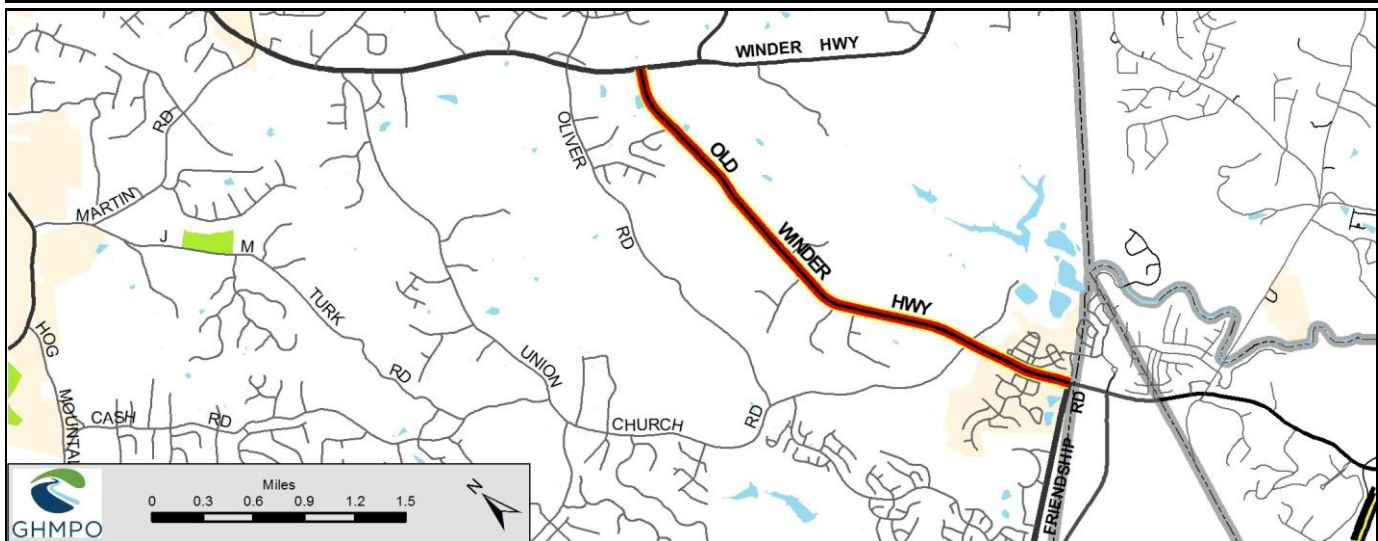 WINDER HWY
OLIVER
RD
RD
OLD
WINDER
HWY
MARTIN
RD
J M
TURK
RD
UNION
CHURCH
RD
HOG
MOUNTAI
CASH RD
FRIENDSHIP
RD
GHMPO
Miles
0 0.3 0.6 0.9 1.2 1.5
N